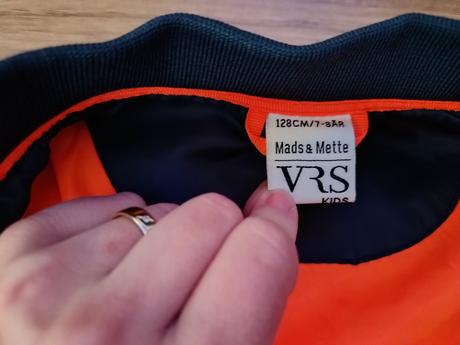 128CM/7-8ÅR
Mads & Mette
VRS
KIDS